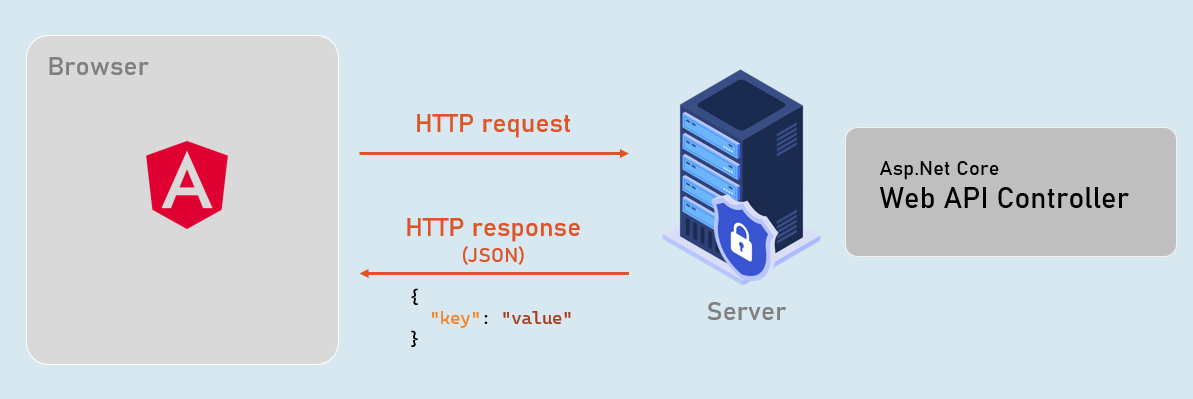 Browser
HTTP request
HTTP response
(JSON)
{
"key": "value"
}
Server
Asp.Net Core
Web API Controller